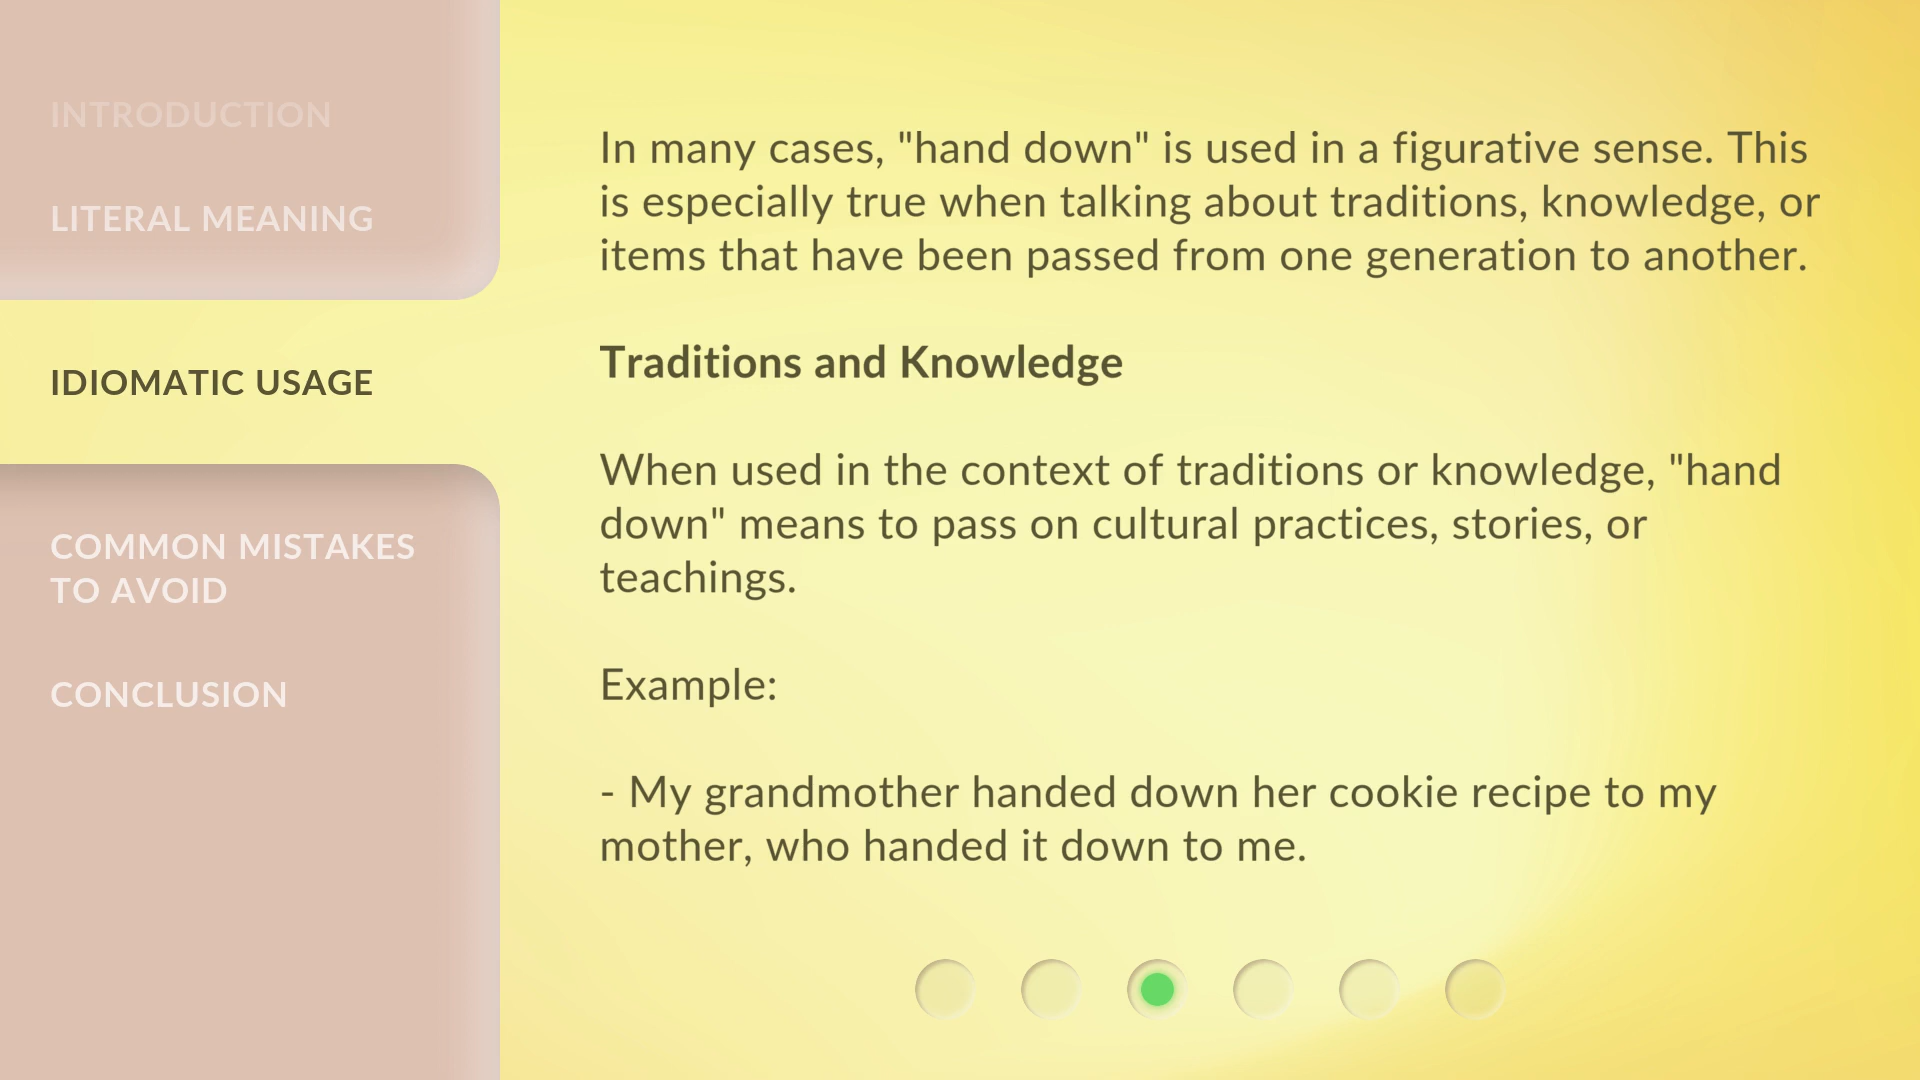 INTRODUCTION
LITERAL MEANING
IDIOMATIC USAGE
COMMON MISTAKES
TO AVOID
CONCLUSION
In many cases, "hand down" is used in a figurative sense. This
is especially true when talking about traditions, knowledge, or
items that have been passed from one generation to another.
Traditions and Knowledge
When used in the context of traditions or knowledge, "hand
down" means to pass on cultural practices, stories, or
teachings.
Example:
- My grandmother handed down her cookie recipe to my
mother, who handed it down to me.